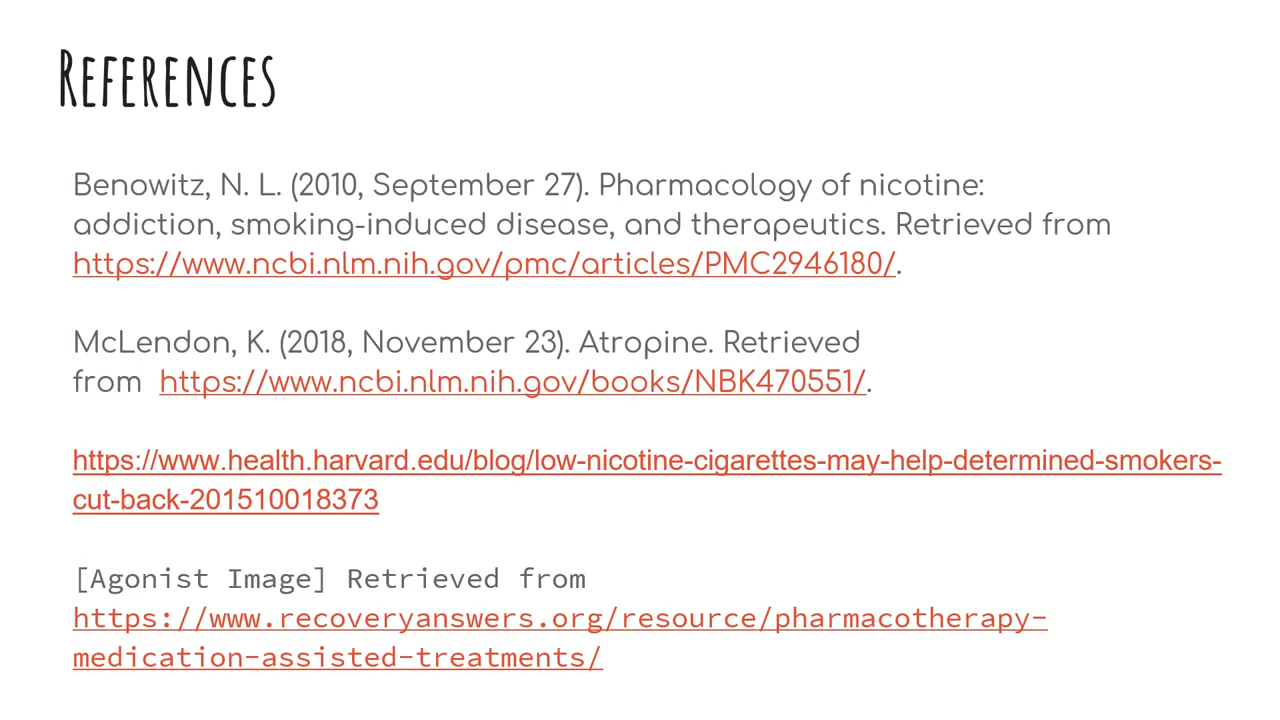 References
Benowitz, N. L. (2010, September 27). Pharmacology of nicotine:
addiction, smoking-induced disease, and therapeutics. Retrieved from
https://www.ncbi.nlm.nih.gov/pmc/articles/PMC2946180/.
McLendon, K. (2018, November 23). Atropine. Retrieved
from  https://www.ncbi.nlm.nih.gov/books/NBK470551/.
https://www.health.harvard.edu/blog/low-nicotine-cigarettes-may-help-determined-smokers-
cut-back-201510018373
[Agonist Image] Retrieved from
https://www.recoveryanswers.org/resource/pharmacotherapy-
medication-assisted-treatments/